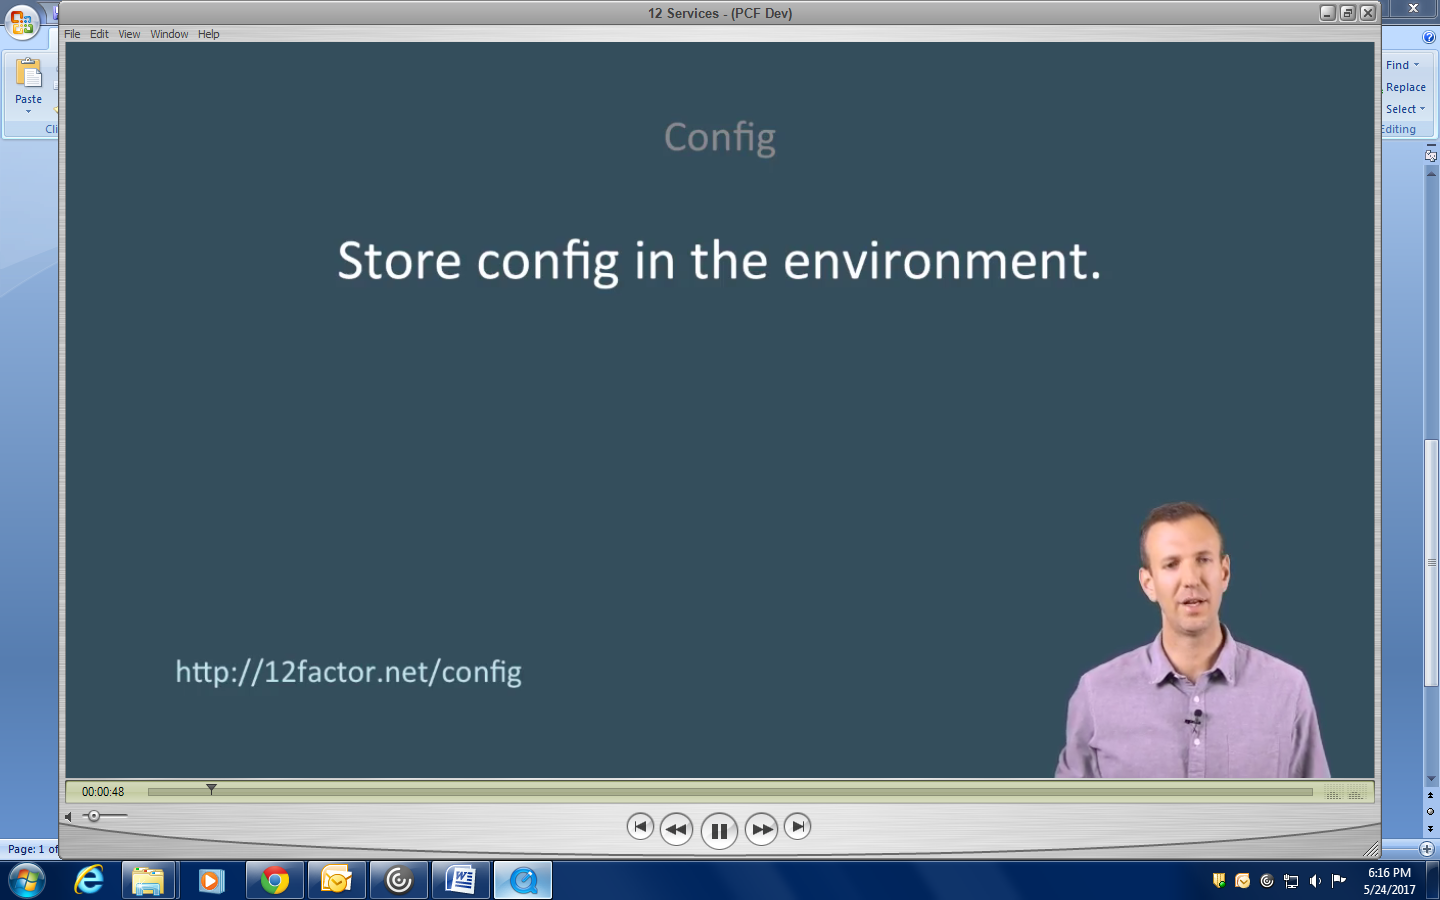 12 Services - (PCF Dev)
File Edit View Window Help
Paste
Cli
Find
Replace
Select
Editing
Config
Store config in the environment.
http://12factor.net/config
00:00:48
Page: 1 of
6:16 PM
5/24/2017